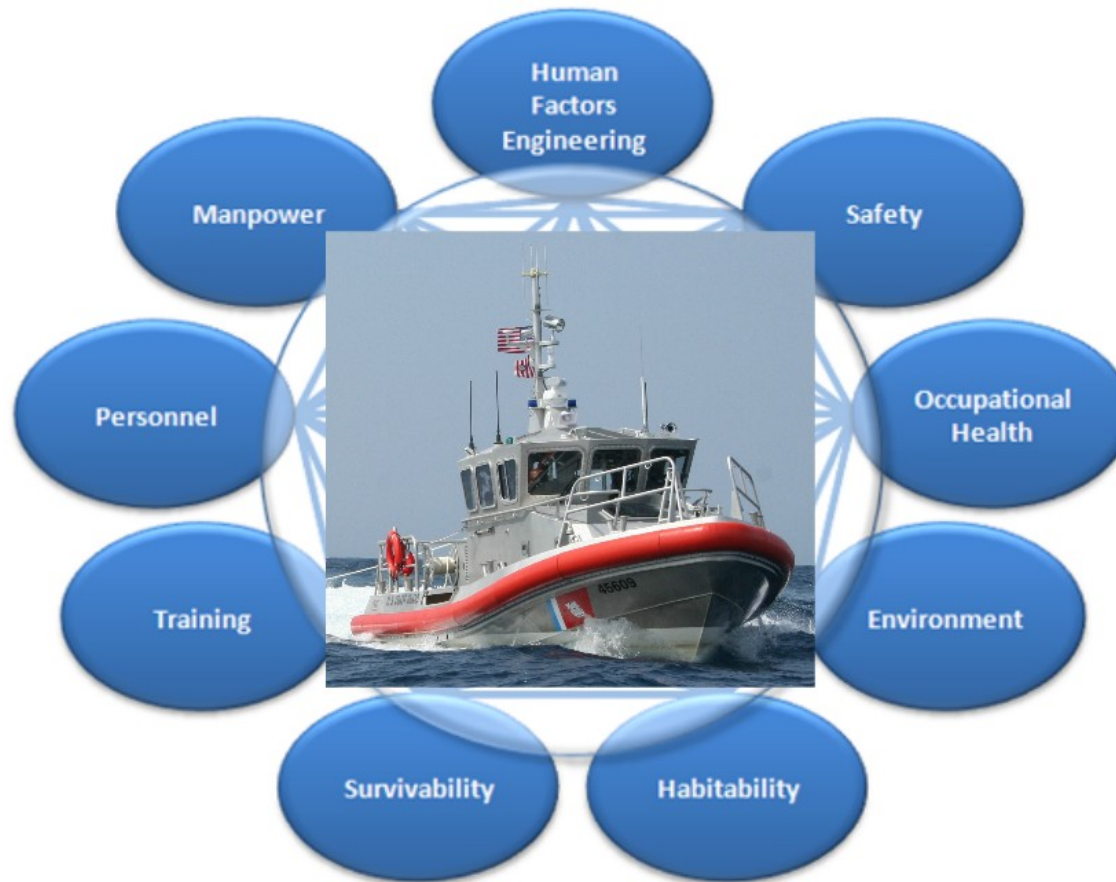 Human
Factors
Engineering
Manpower
Safety
Personnel
Occupational
Health
Training
Environment
Survivability
Habitability
45609